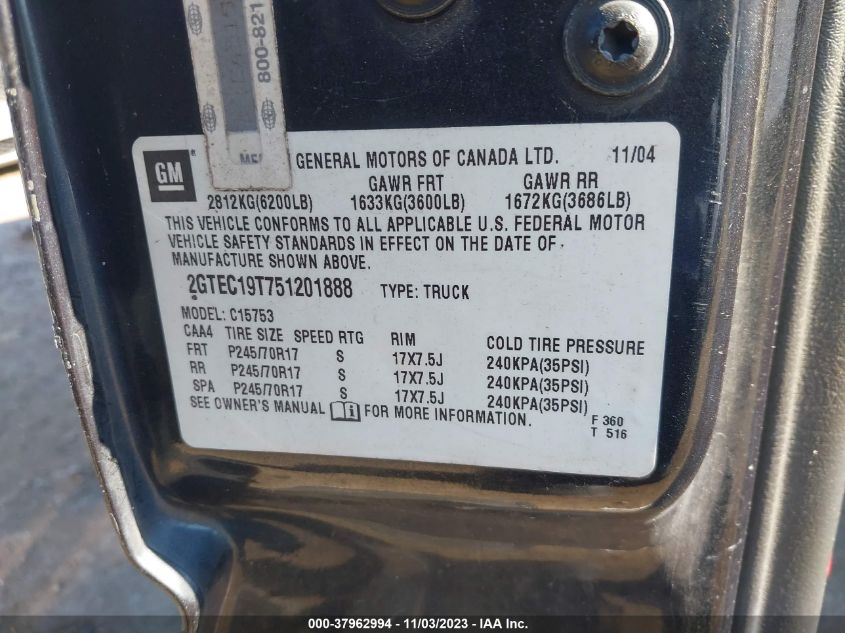 800-821
GM
GENERAL MOTORS OF CANADA LTD. 11/04
GAWR FRT GAWR RR
2812KG(6200LB) 1633KG(3600LB) 1672KG(3686LB)
THIS VEHICLE CONFORMS TO ALL APPLICABLE U.S. FEDERAL MOTOR
VEHICLE SAFETY STANDARDS IN EFFECT ON THE DATE OF
MANUFACTURE SHOWN ABOVE.
2GTEC19T751201888 TYPE: TRUCK
MODEL: C15753
CAA4 TIRE SIZE SPEED RTG RIM COLD TIRE PRESSURE
FRT P245/70R17 S 17X7.5J 240KPA(35PSI)
RR P245/70R17 S 17X7.5J 240KPA(35PSI)
SPA P245/70R17 S 17X7.5J 240KPA(35PSI)
SEE OWNER'S MANUAL i FOR MORE INFORMATION.
F 360
T 516
000-37962994 - 11/03/2023 - IAA Inc.